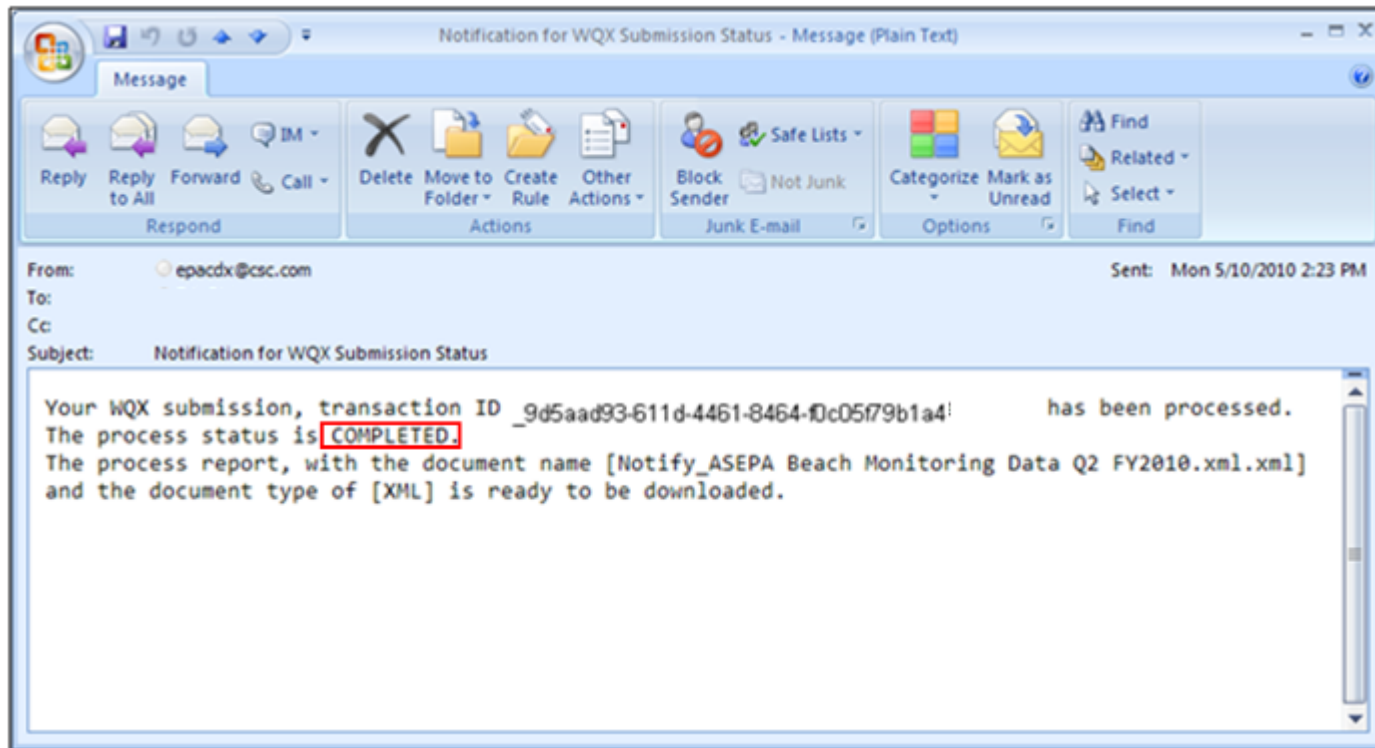 Notification for WQX Submission Status - Message (Plain Text)
Message
Reply
Reply to All
Forward
IM
Call
Respond
Delete
Move to Folder
Create Rule
Other Actions
Actions
Block Sender
Safe Lists
Not Junk
Junk E-mail
Categorize
Mark as Unread
Options
Find
Related
Select
Find
From: epacdx@csc.com Sent: Mon 5/10/2010 2:23 PM
To:
Cc:
Subject: Notification for WQX Submission Status
Your WQX submission, transaction ID _9d5aad93-611d-4461-8464-f0c05f79b1a4 has been processed.
The process status is COMPLETED.
The process report, with the document name [Notify_ASEPA Beach Monitoring Data Q2 FY2010.xml.xml]
and the document type of [XML] is ready to be downloaded.